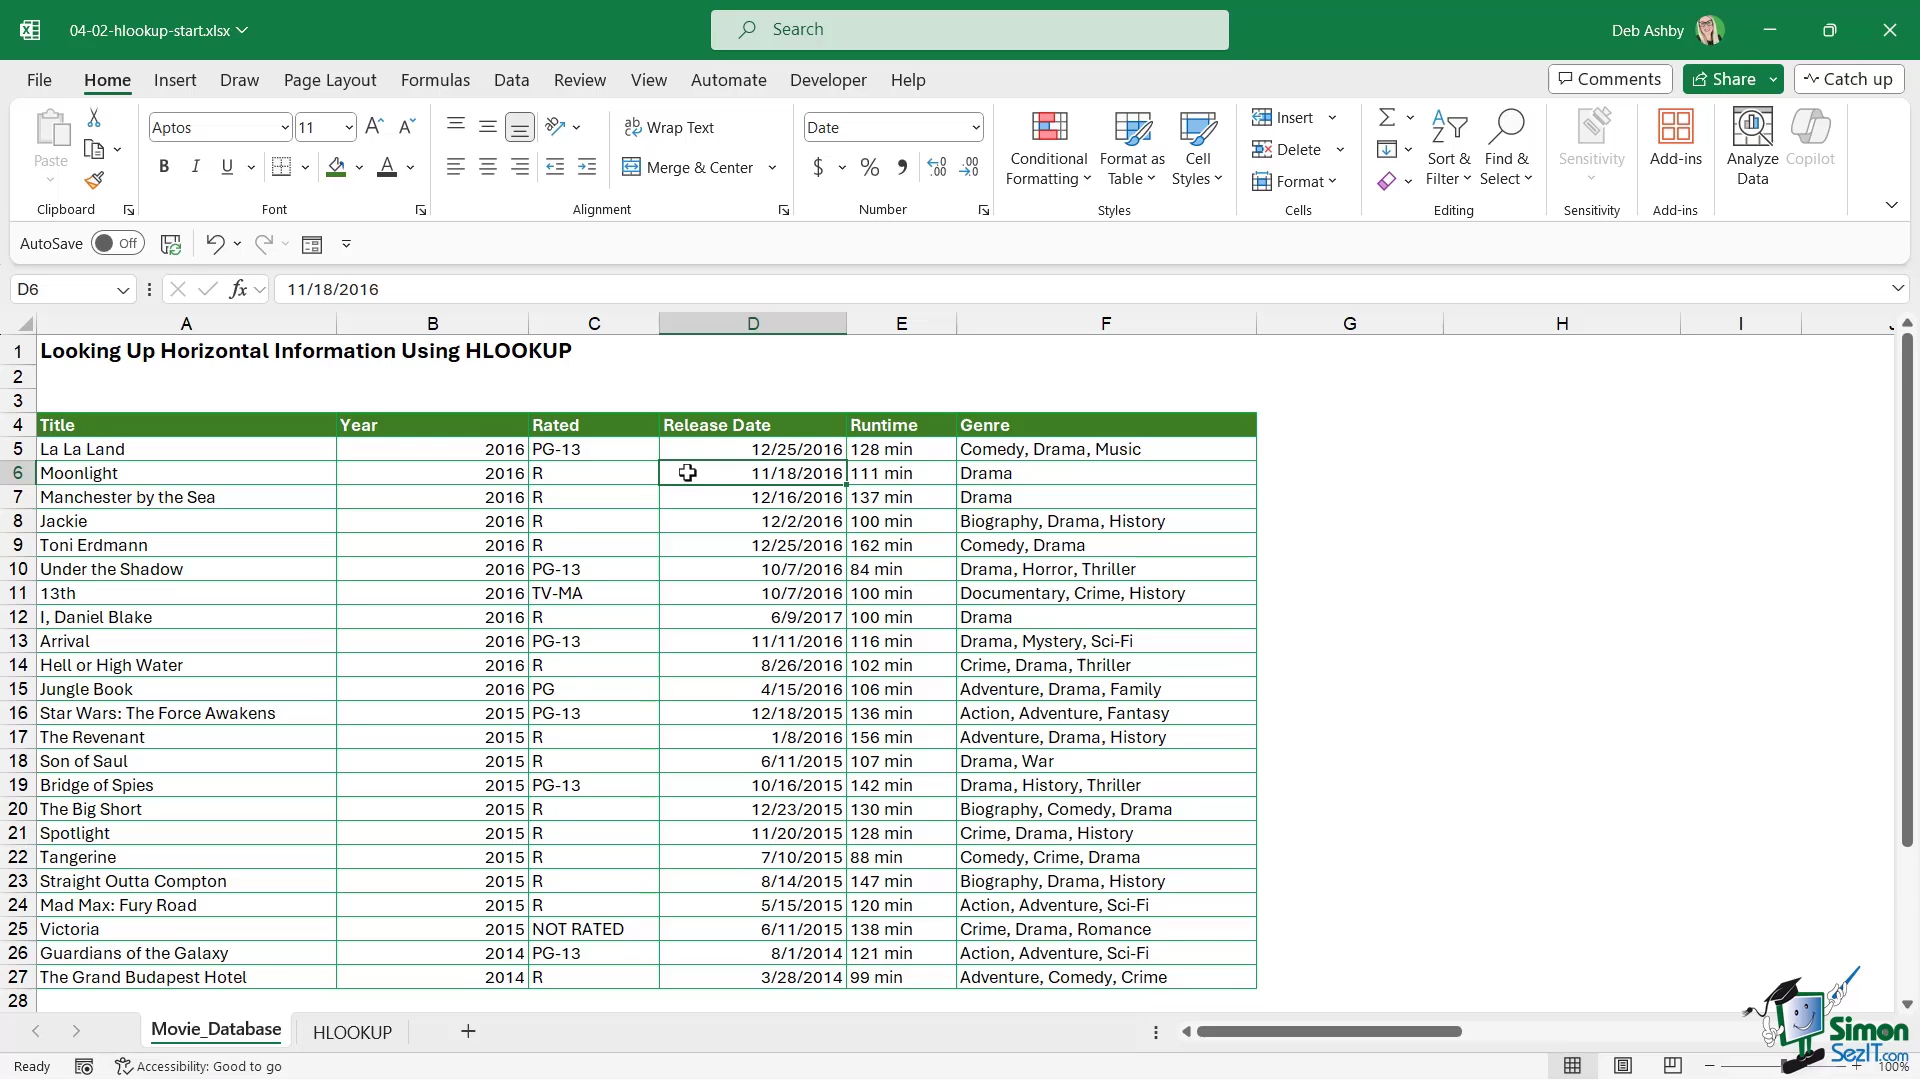 04-02-hlookup-start.xlsx
Search
Deb Ashby
File Home Insert Draw Page Layout Formulas Data Review View Automate Developer Help
Comments Share Catch up
Paste
Clipboard
Aptos 11
B I U A
Font
Wrap Text
Merge & Center
Alignment
Date
$ % , .00
Number
Conditional Formatting
Format as Table
Cell Styles
Styles
Insert
Delete
Format
Cells
Sort & Filter
Find & Select
Editing
Sensitivity
Sensitivity
Add-ins
Add-ins
Analyze Data
Copilot
AutoSave Off
D6 fx 11/18/2016
A B C D E F G H I
1 Looking Up Horizontal Information Using HLOOKUP
2
3
4 Title Year Rated Release Date Runtime Genre
5 La La Land 2016 PG-13 12/25/2016 128 min Comedy, Drama, Music
6 Moonlight 2016 R 11/18/2016 111 min Drama
7 Manchester by the Sea 2016 R 12/16/2016 137 min Drama
8 Jackie 2016 R 12/2/2016 100 min Biography, Drama, History
9 Toni Erdmann 2016 R 12/25/2016 162 min Comedy, Drama
10 Under the Shadow 2016 PG-13 10/7/2016 84 min Drama, Horror, Thriller
11 13th 2016 TV-MA 10/7/2016 100 min Documentary, Crime, History
12 I, Daniel Blake 2016 R 6/9/2017 100 min Drama
13 Arrival 2016 PG-13 11/11/2016 116 min Drama, Mystery, Sci-Fi
14 Hell or High Water 2016 R 8/26/2016 102 min Crime, Drama, Thriller
15 Jungle Book 2016 PG 4/15/2016 106 min Adventure, Drama, Family
16 Star Wars: The Force Awakens 2015 PG-13 12/18/2015 136 min Action, Adventure, Fantasy
17 The Revenant 2015 R 1/8/2016 156 min Adventure, Drama, History
18 Son of Saul 2015 R 6/11/2015 107 min Drama, War
19 Bridge of Spies 2015 PG-13 10/16/2015 142 min Drama, History, Thriller
20 The Big Short 2015 R 12/23/2015 130 min Biography, Comedy, Drama
21 Spotlight 2015 R 11/20/2015 128 min Crime, Drama, History
22 Tangerine 2015 R 7/10/2015 88 min Comedy, Crime, Drama
23 Straight Outta Compton 2015 R 8/14/2015 147 min Biography, Drama, History
24 Mad Max: Fury Road 2015 R 5/15/2015 120 min Action, Adventure, Sci-Fi
25 Victoria 2015 NOT RATED 6/11/2015 138 min Crime, Drama, Romance
26 Guardians of the Galaxy 2014 PG-13 8/1/2014 121 min Action, Adventure, Sci-Fi
27 The Grand Budapest Hotel 2014 R 3/28/2014 99 min Adventure, Comedy, Crime
28
Movie_Database HLOOKUP
Simon
SezIT.com
Ready Accessibility: Good to go 100%